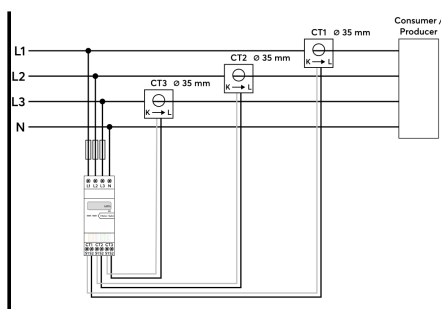 Consumer /
Producer
CT1 ⌀ 35 mm
L1
K → L
CT2 ⌀ 35 mm
L2
K → L
CT3 ⌀ 35 mm
L3
K → L
N
L1 L2 L3 N
CT1 CT2 CT3